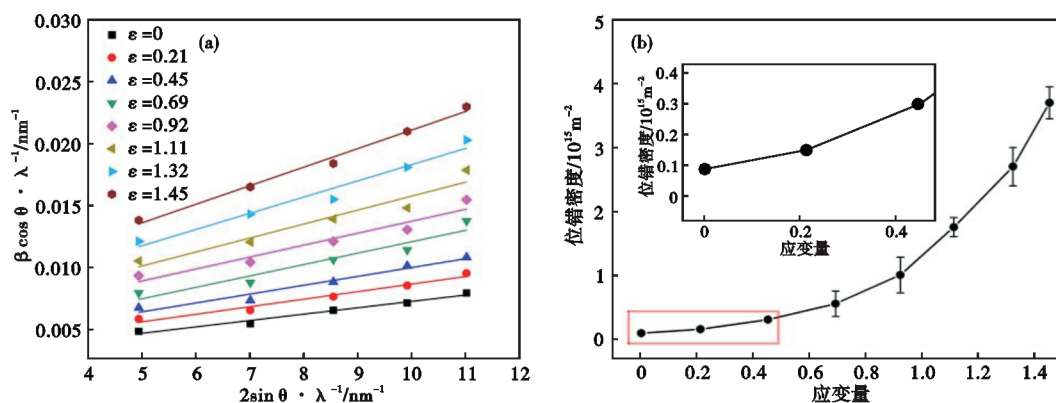 (a)
ε=0
ε=0.21
ε=0.45
ε=0.69
ε=0.92
ε=1.11
ε=1.32
ε=1.45
0.030
0.025
0.020
0.015
0.010
0.005
β cos θ · λ⁻¹/nm⁻¹
4 5 6 7 8 9 10 11 12
2sin θ · λ⁻¹/nm⁻¹
(b)
5
4
3
2
1
0
位错密度/10¹⁵m⁻²
0 0.2 0.4 0.6 0.8 1.0 1.2 1.4
应变量
0.4
0.3
0.2
0.1
0
位错密度/10¹⁵m⁻²
0 0.2 0.4
应变量